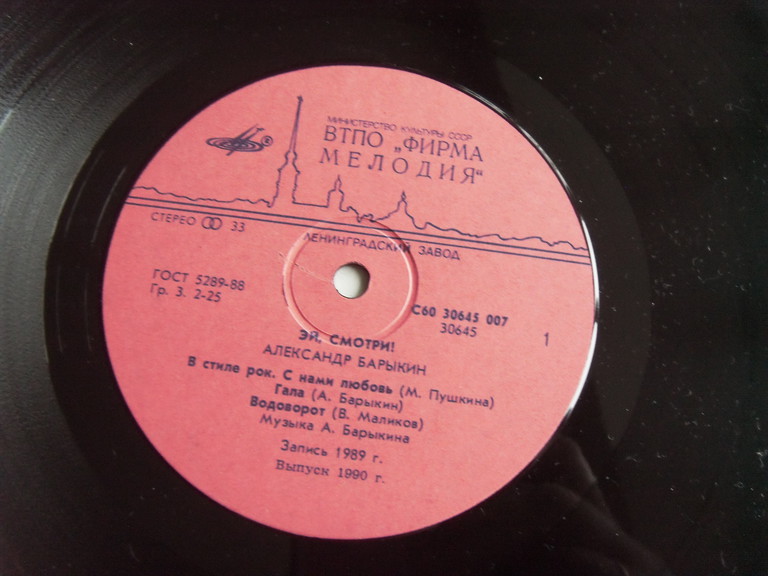 МИНИСТЕРСТВО КУЛЬТУРЫ СССР
ВТПО „ФИРМА
МЕЛОДИЯ"
СТЕРЕО 33
ЛЕНИНГРАДСКИЙ ЗАВОД
ГОСТ 5289-88
Гр. 3. 2-25
С60 30645 007
30645
1
ЭЙ, СМОТРИ!
АЛЕКСАНДР БАРЫКИН
В стиле рок. С нами любовь (М. Пушкина)
Гала (А. Барыкин)
Водоворот (В. Маликов)
Музыка А. Барыкина
Запись 1989 г.
Выпуск 1990 г.